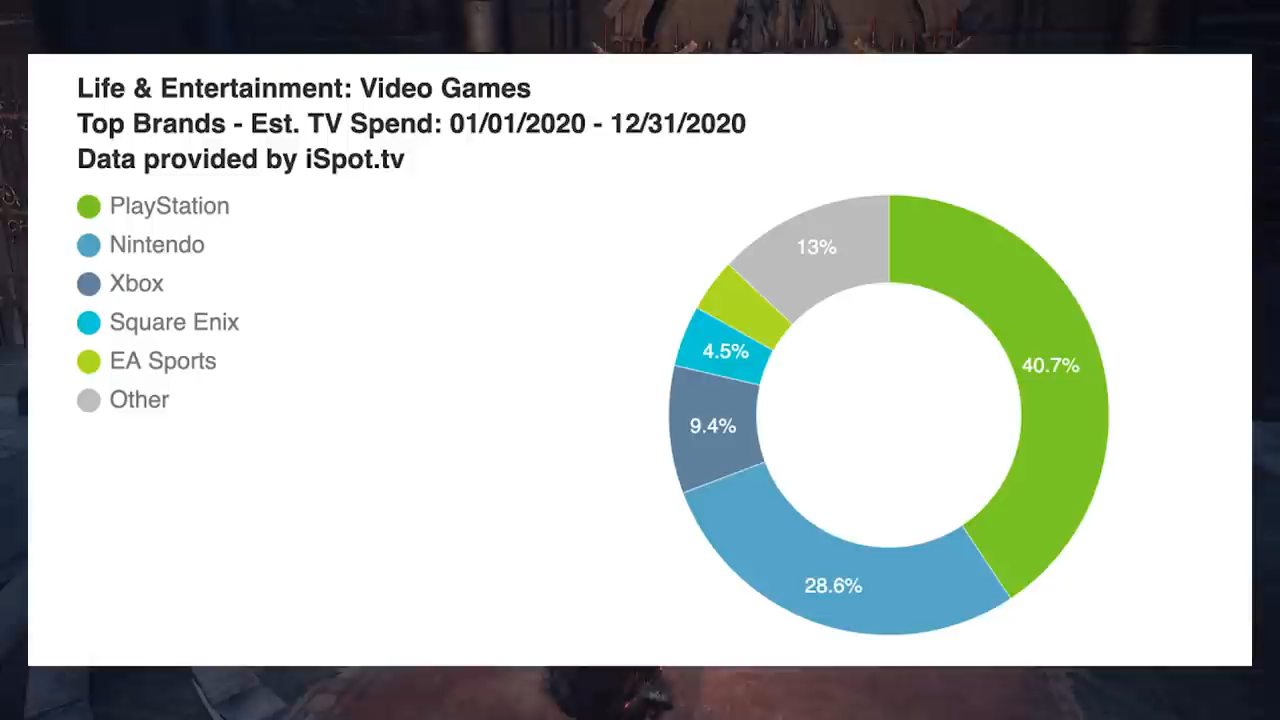 Life & Entertainment: Video Games
Top Brands - Est. TV Spend: 01/01/2020 - 12/31/2020
Data provided by iSpot.tv
PlayStation
Nintendo
Xbox
Square Enix
EA Sports
Other
13%
4.5%
40.7%
9.4%
28.6%